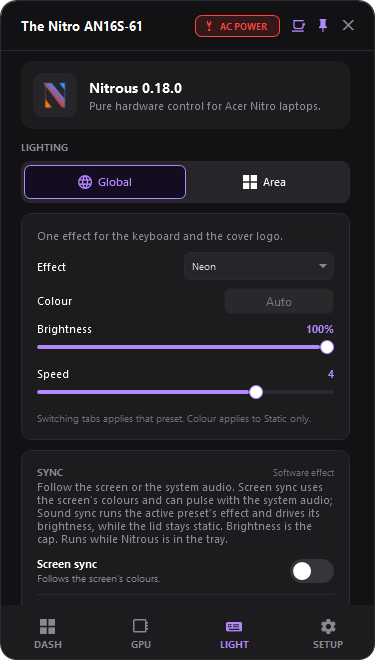 The Nitro AN16S-61
AC POWER
Nitrous 0.18.0
Pure hardware control for Acer Nitro laptops.
LIGHTING
Global
Area
One effect for the keyboard and the cover logo.
Effect
Neon
Colour
Auto
Brightness
100%
Speed
4
Switching tabs applies that preset. Colour applies to Static only.
SYNC
Software effect
Follow the screen or the system audio. Screen sync uses
the screen's colours and can pulse with the system audio;
Sound sync runs the active preset's effect and drives its
brightness, while the lid stays static. Brightness is the
cap. Runs while Nitrous is in the tray.
Screen sync
Follows the screen's colours.
DASH
GPU
LIGHT
SETUP